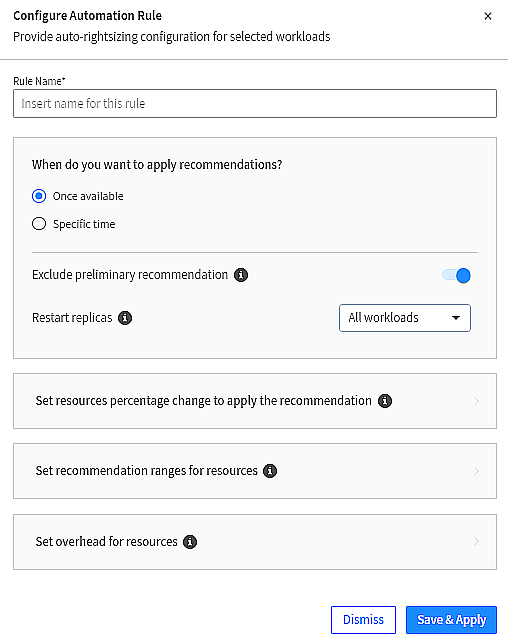 Configure Automation Rule
Provide auto-rightsizing configuration for selected workloads
Rule Name*
Insert name for this rule
When do you want to apply recommendations?
Once available
Specific time
Exclude preliminary recommendation
Restart replicas
All workloads
Set resources percentage change to apply the recommendation
Set recommendation ranges for resources
Set overhead for resources
Dismiss
Save & Apply